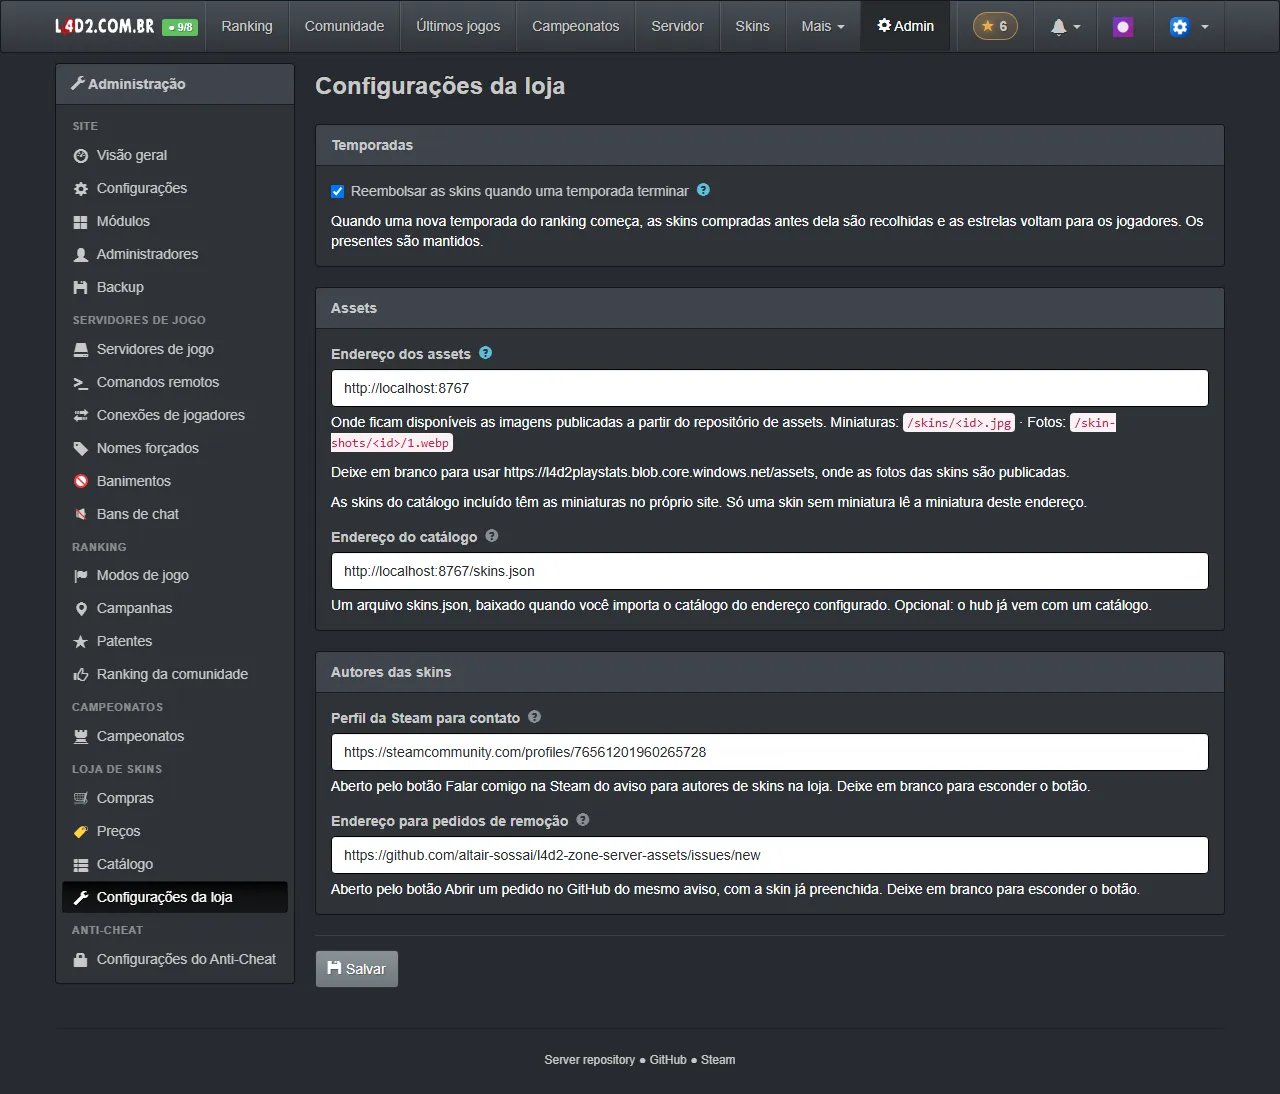 L4D2.COM.BR ● 9/8 Ranking Comunidade Últimos jogos Campeonatos Servidor Skins Mais Admin ★ 6
Administração
SITE
Visão geral
Configurações
Módulos
Administradores
Backup
SERVIDORES DE JOGO
Servidores de jogo
Comandos remotos
Conexões de jogadores
Nomes forçados
Banimentos
Bans de chat
RANKING
Modos de jogo
Campanhas
Patentes
Ranking da comunidade
CAMPEONATOS
Campeonatos
LOJA DE SKINS
Compras
Preços
Catálogo
Configurações da loja
ANTI-CHEAT
Configurações do Anti-Cheat
Configurações da loja
Temporadas
Reembolsar as skins quando uma temporada terminar ?
Quando uma nova temporada do ranking começa, as skins compradas antes dela são recolhidas e as estrelas voltam para os jogadores. Os
presentes são mantidos.
Assets
Endereço dos assets ?
http://localhost:8767
Onde ficam disponíveis as imagens publicadas a partir do repositório de assets. Miniaturas: /skins/<id>.jpg · Fotos: /skin-
shots/<id>/1.webp
Deixe em branco para usar https://l4d2playstats.blob.core.windows.net/assets, onde as fotos das skins são publicadas.
As skins do catálogo incluído têm as miniaturas no próprio site. Só uma skin sem miniatura lê a miniatura deste endereço.
Endereço do catálogo ?
http://localhost:8767/skins.json
Um arquivo skins.json, baixado quando você importa o catálogo do endereço configurado. Opcional: o hub já vem com um catálogo.
Autores das skins
Perfil da Steam para contato ?
https://steamcommunity.com/profiles/76561201960265728
Aberto pelo botão Falar comigo na Steam do aviso para autores de skins na loja. Deixe em branco para esconder o botão.
Endereço para pedidos de remoção ?
https://github.com/altair-sossai/l4d2-zone-server-assets/issues/new
Aberto pelo botão Abrir um pedido no GitHub do mesmo aviso, com a skin já preenchida. Deixe em branco para esconder o botão.
Salvar
Server repository ● GitHub ● Steam